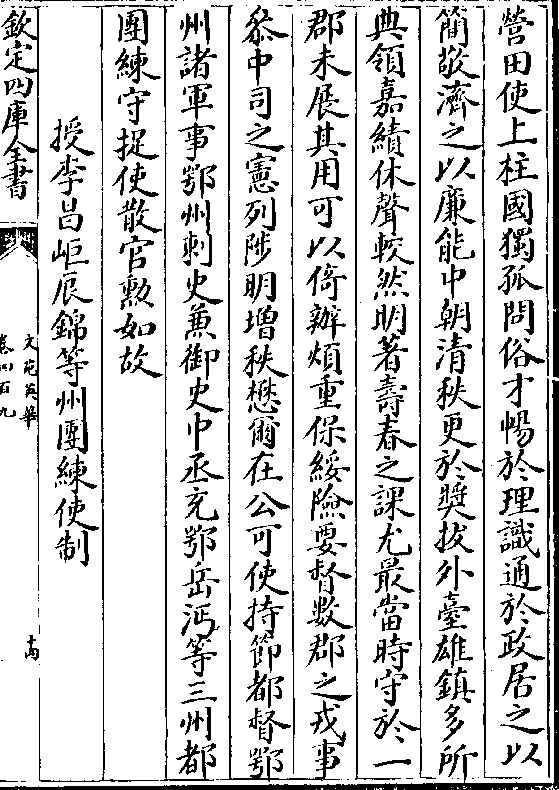 營田使上柱國獨孤問俗才暢於理識通於政居之以
簡敬濟之以廉能中朝清秩更於奬拔外臺雄鎮多所
典領嘉績休聲較然明著壽春之課尤最當時守於一
郡未展其用可以倚辦煩重保綏險要督數郡之戎事
叅中司之憲列陟明增秩懋爾在公可使持節都督鄂
州諸軍事鄂州刺史兼御史中丞充鄂岳沔等三州都
團練守捉使散官勲如故
授李昌岠辰錦等州團練使制
欽定四庫全書
文苑英華
卷四百九
十四